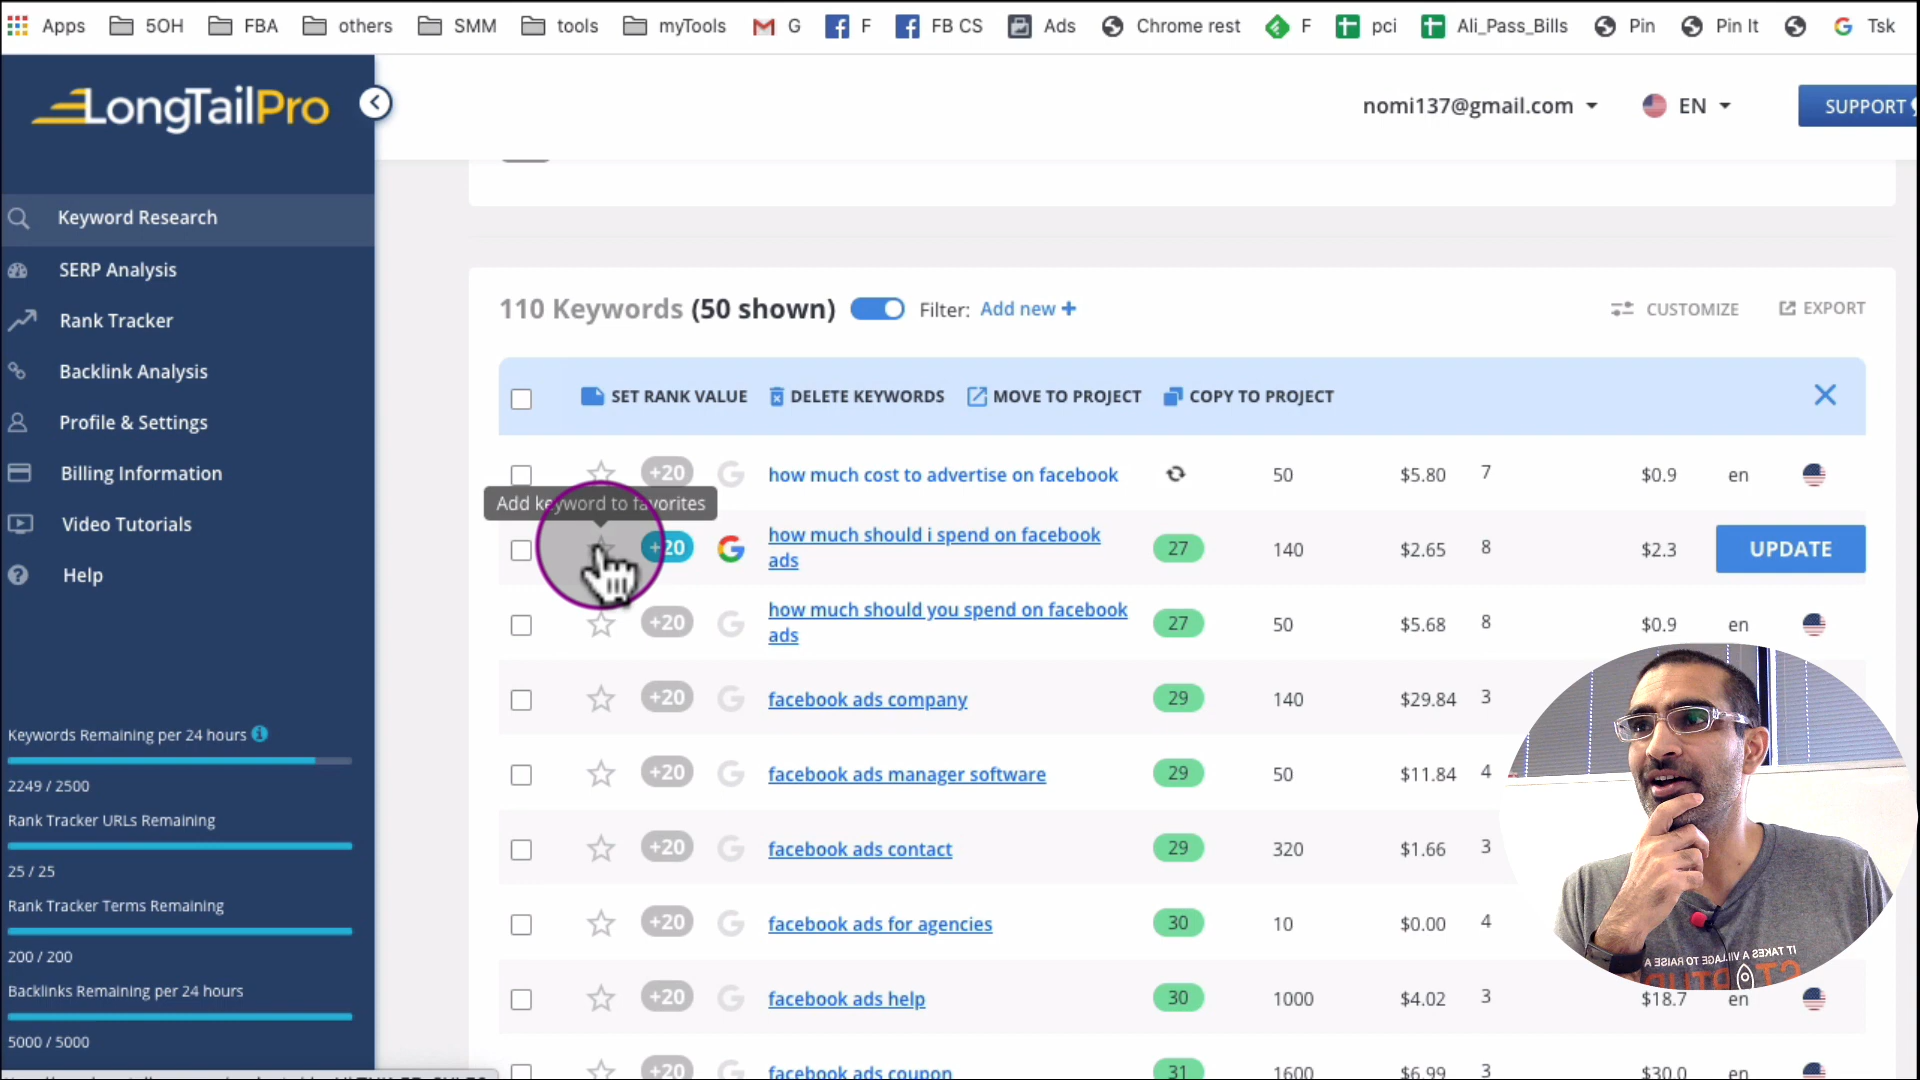 Apps 5OH FBA others SMM tools myTools G F FB CS Ads Chrome rest F pci Ali_Pass_Bills Pin Pin It Tsk
LongTailPro
nomi137@gmail.com EN SUPPORT
Keyword Research
SERP Analysis
Rank Tracker
Backlink Analysis
Profile & Settings
Billing Information
Video Tutorials
Help
Keywords Remaining per 24 hours
2249 / 2500
Rank Tracker URLs Remaining
25 / 25
Rank Tracker Terms Remaining
200 / 200
Backlinks Remaining per 24 hours
5000 / 5000
110 Keywords (50 shown) Filter: Add new + CUSTOMIZE EXPORT
SET RANK VALUE DELETE KEYWORDS MOVE TO PROJECT COPY TO PROJECT
+20 how much cost to advertise on facebook 50 $5.80 7 $0.9 en
Add keyword to favorites
+20 how much should i spend on facebook
ads 27 140 $2.65 8 $2.3 UPDATE
+20 how much should you spend on facebook
ads 27 50 $5.68 8 $0.9 en
+20 facebook ads company 29 140 $29.84 3
+20 facebook ads manager software 29 50 $11.84 4
+20 facebook ads contact 29 320 $1.66 3
+20 facebook ads for agencies 30 10 $0.00 4
+20 facebook ads help 30 1000 $4.02 3 $18.7 en
+20 facebook ads coupon 31 1600 $6.99 3 $30.0 en
IT TAKES A VILLAGE TO RAISE A